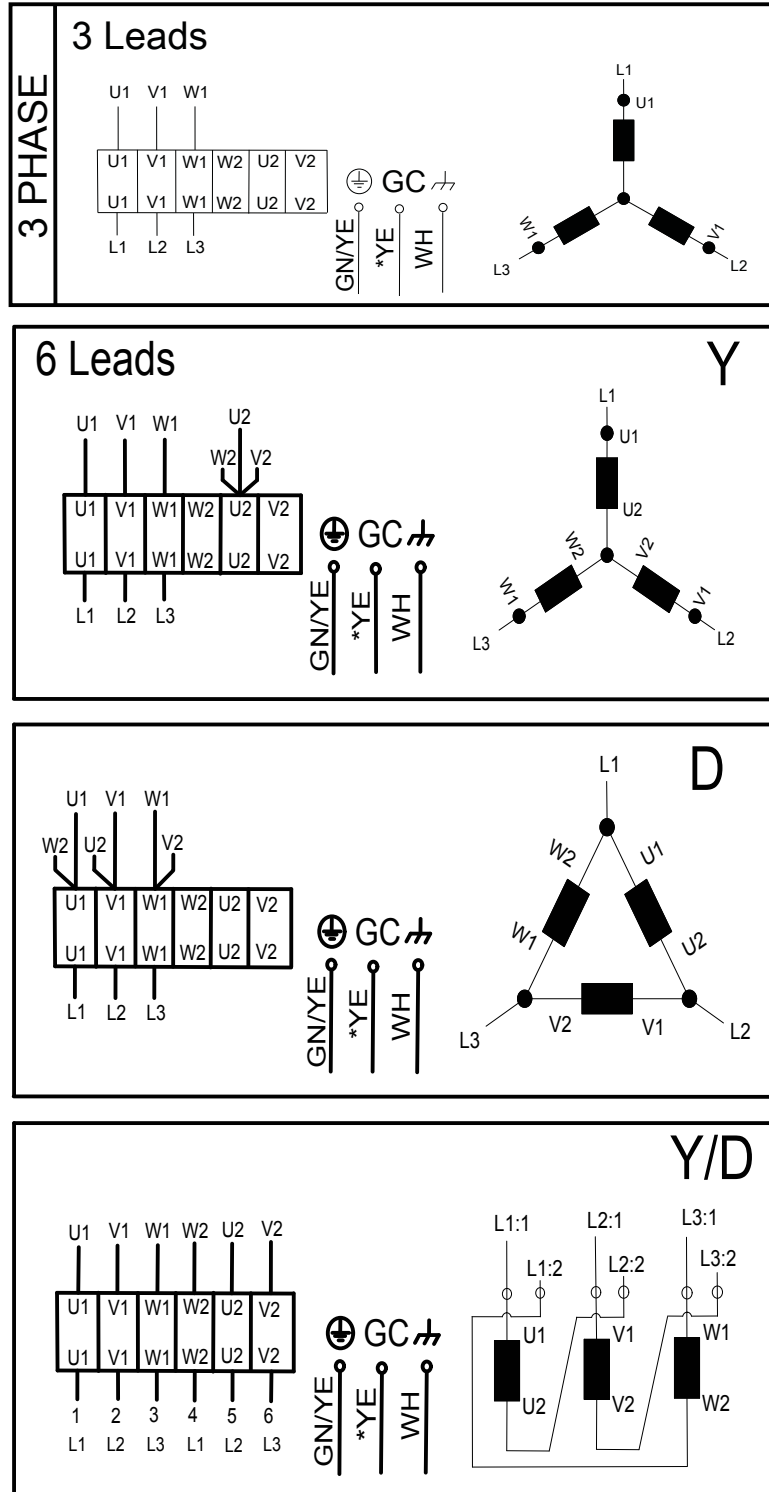 3 PHASE
3 Leads
U1 V1 W1
U1 V1 W1 W2 U2 V2
U1 V1 W1 W2 U2 V2
L1 L2 L3
GC
GN/YE *YE WH
L1
U1
W1 V1
L3 L2
6 Leads
Y
U1 V1 W1 U2
W2 V2
U1 V1 W1 W2 U2 V2
U1 V1 W1 W2 U2 V2
L1 L2 L3
GC
GN/YE *YE WH
L1
U1
U2
W2 V2
W1 V1
L3 L2
D
U1 V1 W1
W2 U2 V2
U1 V1 W1 W2 U2 V2
U1 V1 W1 W2 U2 V2
L1 L2 L3
GC
GN/YE *YE WH
L1
W2 U1
W1 U2
V2 V1
L3 L2
Y/D
U1 V1 W1 W2 U2 V2
U1 V1 W1 W2 U2 V2
U1 V1 W1 W2 U2 V2
1 2 3 4 5 6
L1 L2 L3 L1 L2 L3
GC
GN/YE *YE WH
L1:1 L2:1 L3:1
L1:2 L2:2 L3:2
U1 V1 W1
U2 V2 W2